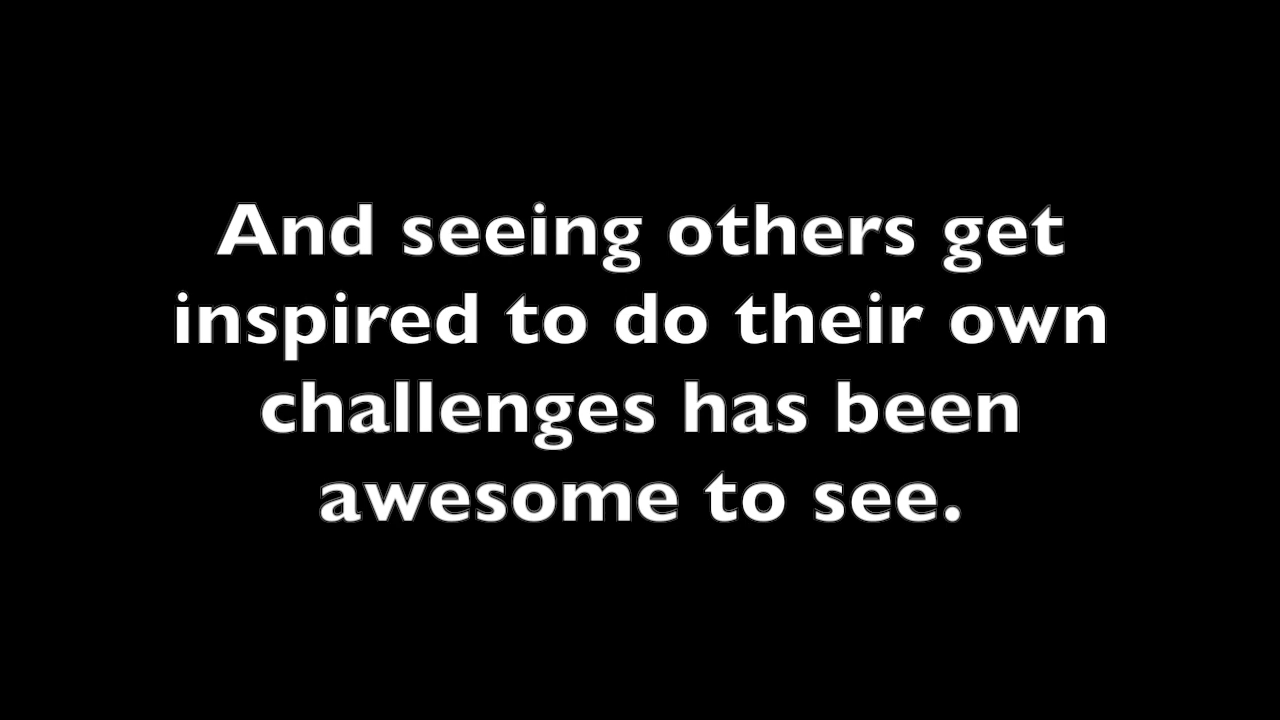 And seeing others get
inspired to do their own
challenges has been
awesome to see.